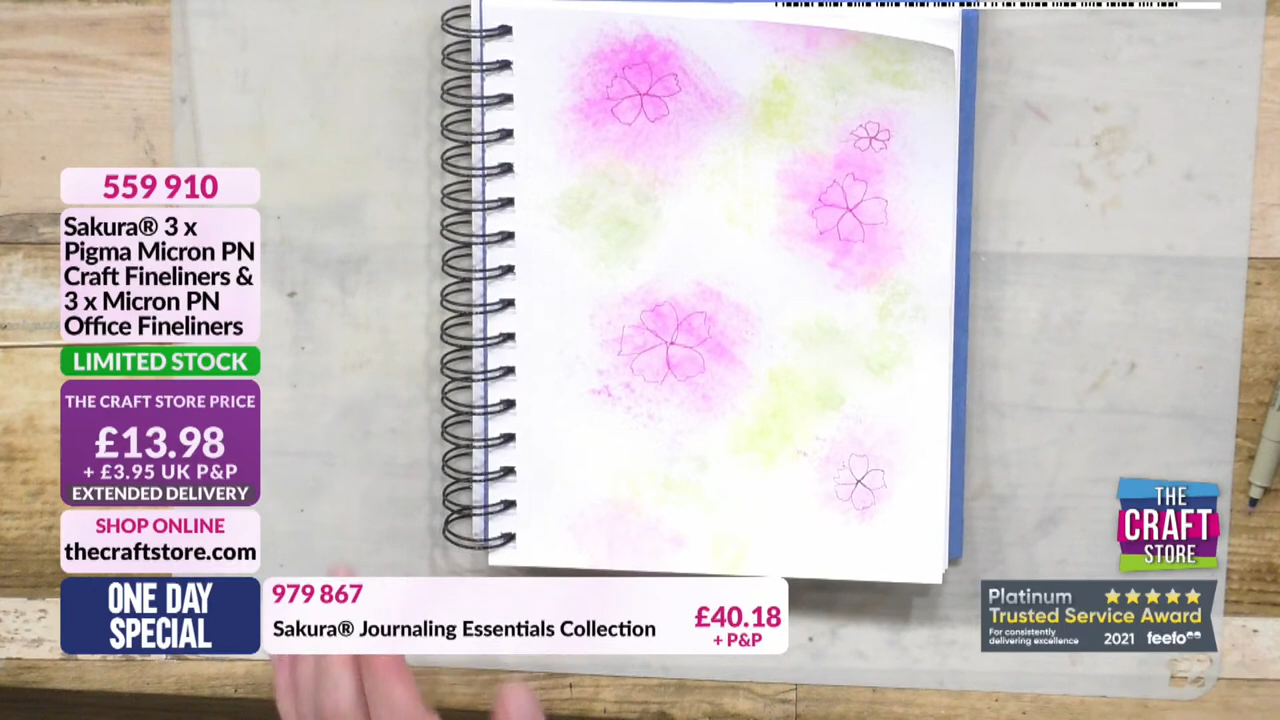 559 910
Sakura® 3 x
Pigma Micron PN
Craft Fineliners &
3 x Micron PN
Office Fineliners
LIMITED STOCK
THE CRAFT STORE PRICE
£13.98
+ £3.95 UK P&P
EXTENDED DELIVERY
SHOP ONLINE
thecraftstore.com
ONE DAY
SPECIAL
979 867
Sakura® Journaling Essentials Collection
£40.18
+ P&P
THE
CRAFT
STORE
Platinum
Trusted Service Award
For consistently
delivering excellence
2021 feefo